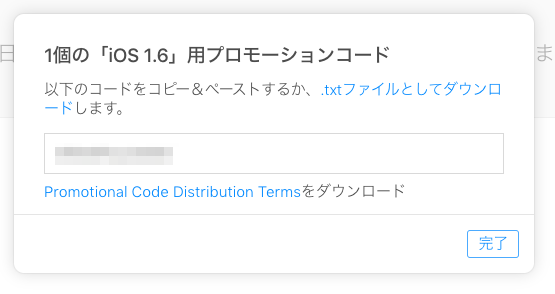 1個の「iOS 1.6」用プロモーションコード
以下のコードをコピー＆ペーストするか、.txtファイルとしてダウンロ
ードします。
Promotional Code Distribution Termsをダウンロード
完了